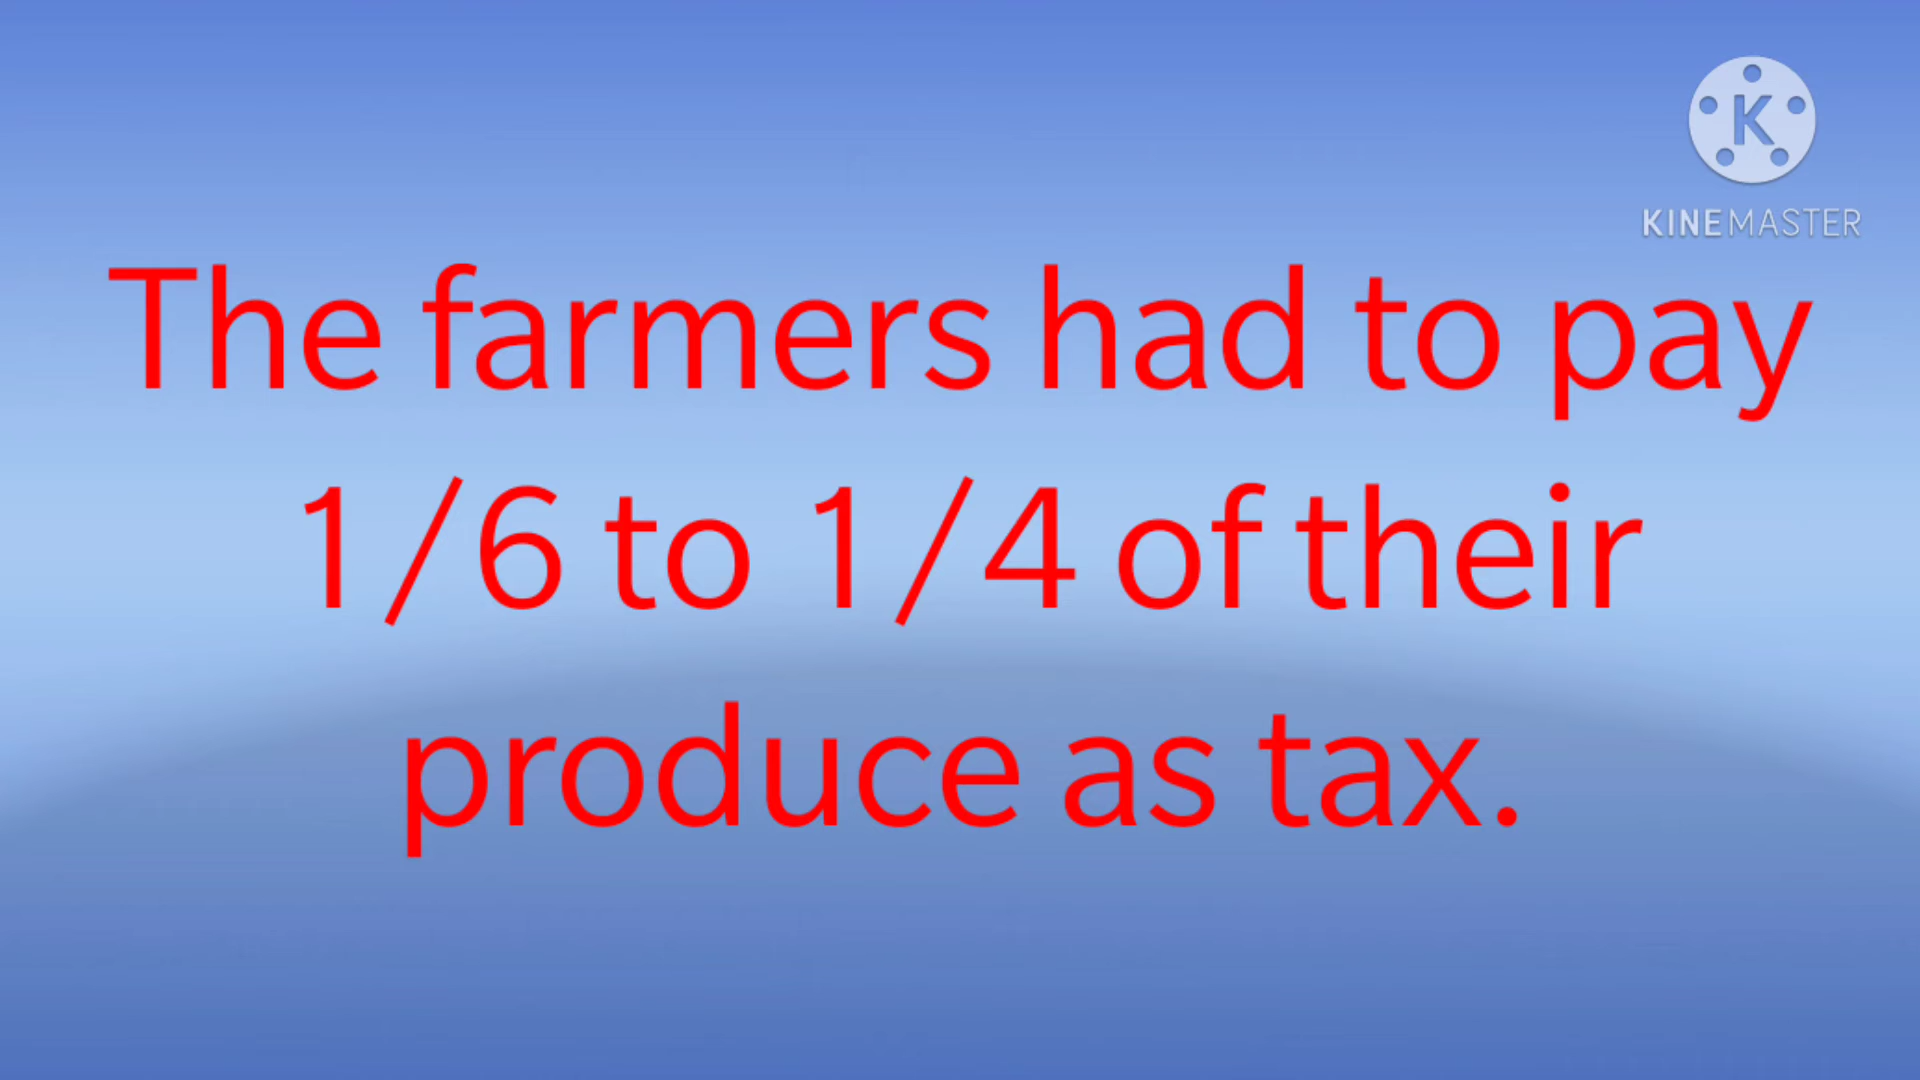 K
KINEMASTER
The farmers had to pay
1/6 to 1/4 of their
produce as tax.